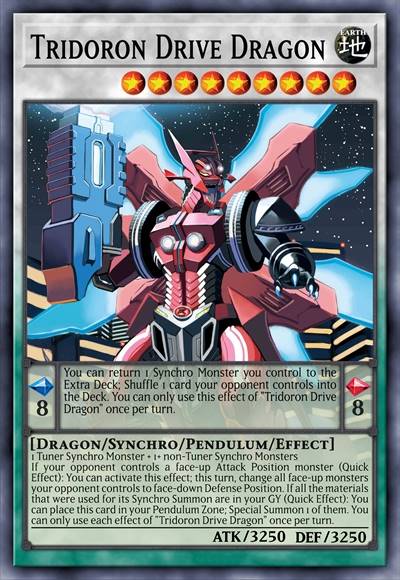 TRIDORON DRIVE DRAGON
EARTH
地
You can return 1 Synchro Monster you control to the
Extra Deck; Shuffle 1 card your opponent controls into
the Deck. You can only use this effect of "Tridoron Drive
Dragon" once per turn.
8
8
[DRAGON/SYNCHRO/PENDULUM/EFFECT]
1 Tuner Synchro Monster + 1+ non-Tuner Synchro Monsters
If your opponent controls a face-up Attack Position monster (Quick
Effect): You can activate this effect; this turn, change all face-up monsters
your opponent controls to face-down Defense Position. If all the materials
that were used for its Synchro Summon are in your GY (Quick Effect): You
can place this card in your Pendulum Zone; Special Summon 1 of them. You
can only use each effect of "Tridoron Drive Dragon" once per turn.
ATK/3250 DEF/3250